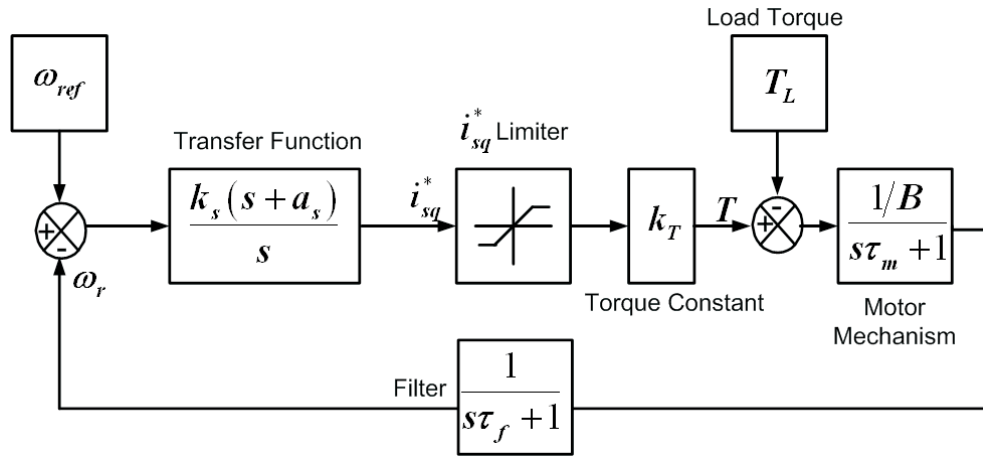 Load Torque
ω_ref
T_L
Transfer Function
i*_sq Limiter
k_s(s + a_s)
s
i*_sq
k_T
T
1/B
sτ_m + 1
+
-
+
-
ω_r
Torque Constant
Motor
Mechanism
Filter
1
sτ_f + 1